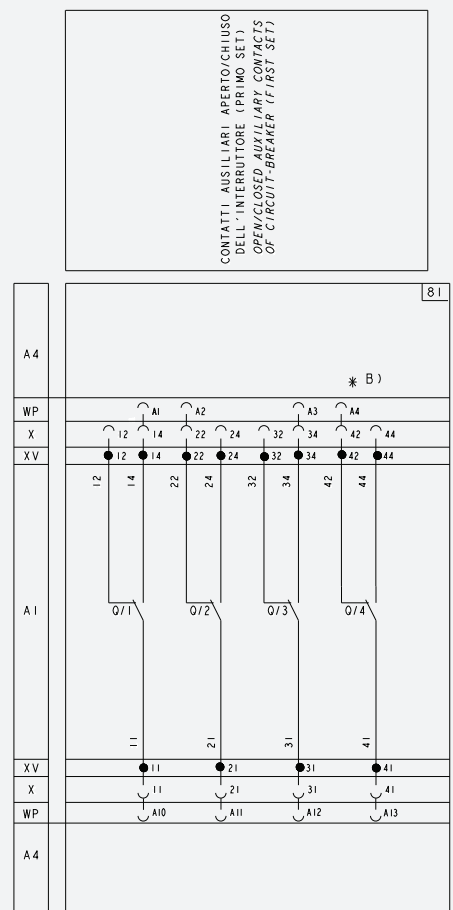 CONTATTI AUSILIARI APERTO/CHIUSO
DELL'INTERRUTTORE (PRIMO SET)
OPEN/CLOSED AUXILIARY CONTACTS
OF CIRCUIT-BREAKER (FIRST SET)
81
A4
* B)
WP A1 A2 A3 A4
X 12 14 22 24 32 34 42 44
XV 12 14 22 24 32 34 42 44
12 14 22 24 32 34 42 44
A1 Q/1 Q/2 Q/3 Q/4
11 21 31 41
XV 11 21 31 41
X 11 21 31 41
WP A10 A11 A12 A13
A4